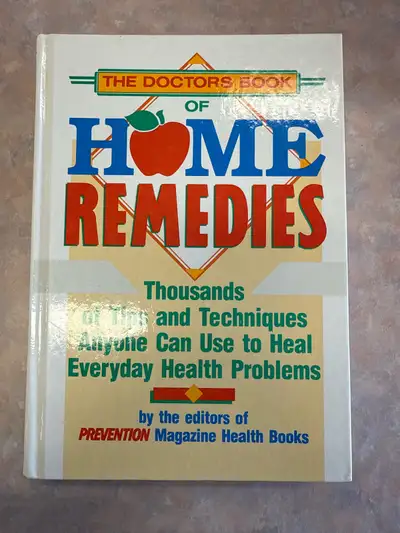 THE DOCTORS BOOK
OF
HOME
REMEDIES
Thousands
of Tips and Techniques
Anyone Can Use to Heal
Everyday Health Problems
by the editors of
PREVENTION Magazine Health Books